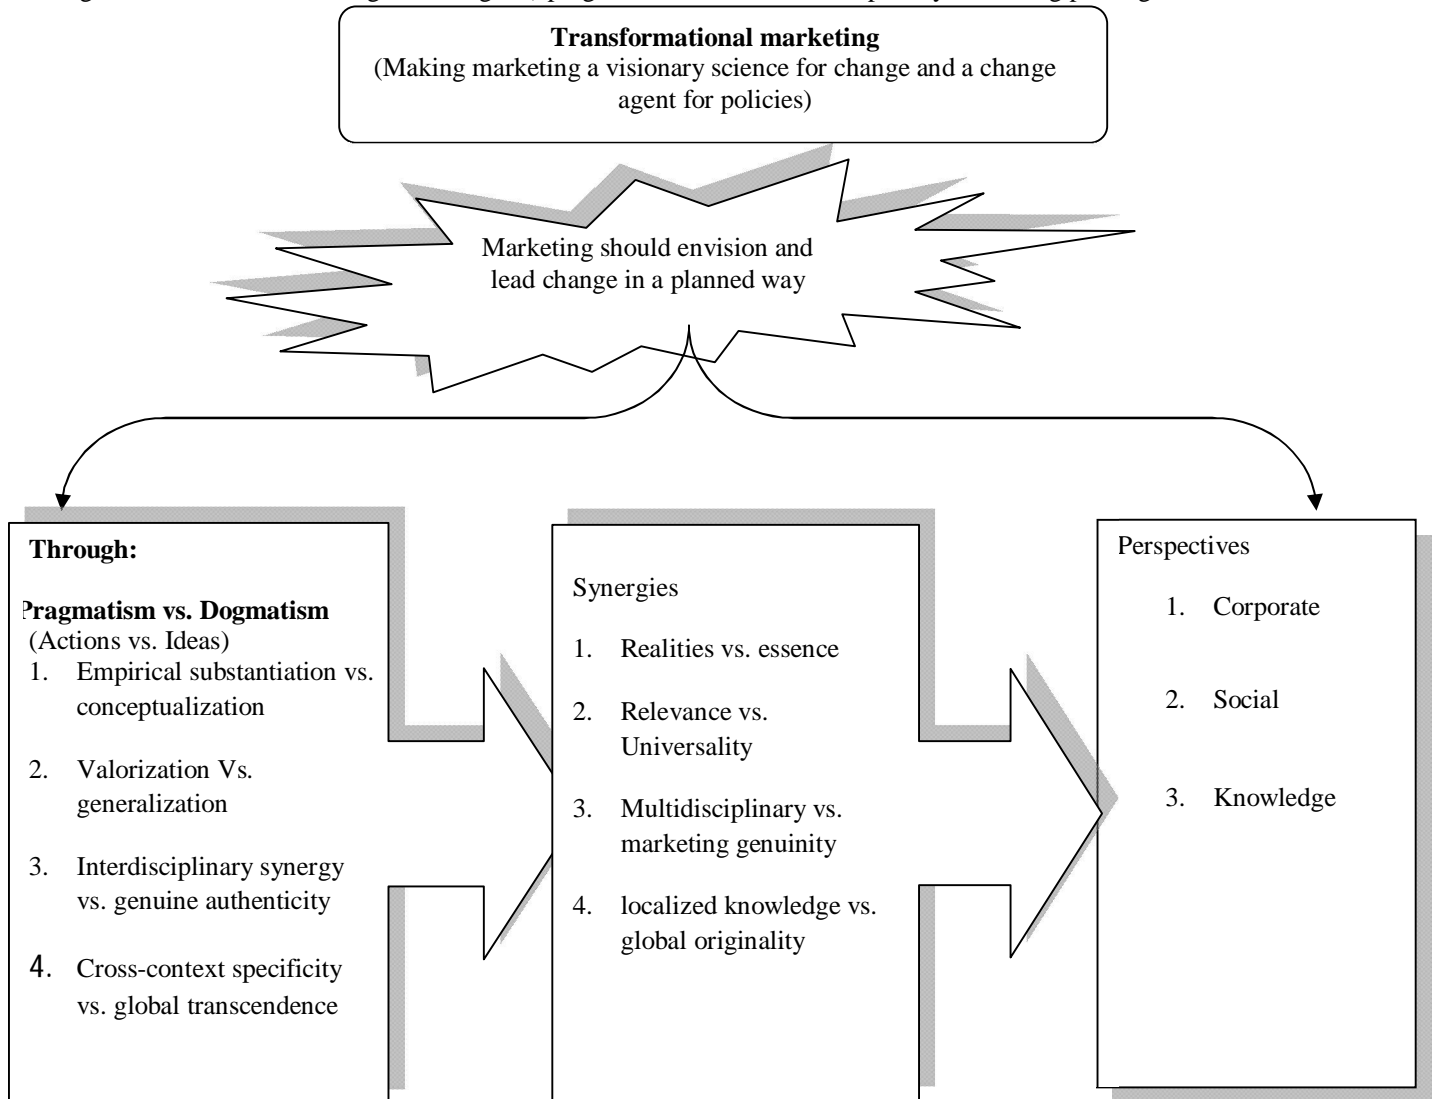 Transformational marketing
(Making marketing a visionary science for change and a change
agent for policies)
Marketing should envision and
lead change in a planned way
Through:
Pragmatism vs. Dogmatism
(Actions vs. Ideas)
1. Empirical substantiation vs.
conceptualization
2. Valorization Vs.
generalization
3. Interdisciplinary synergy
vs. genuine authenticity
4. Cross-context specificity
vs. global transcendence
Synergies
1. Realities vs. essence
2. Relevance vs.
Universality
3. Multidisciplinary vs.
marketing genuinity
4. localized knowledge vs.
global originality
Perspectives
1. Corporate
2. Social
3. Knowledge